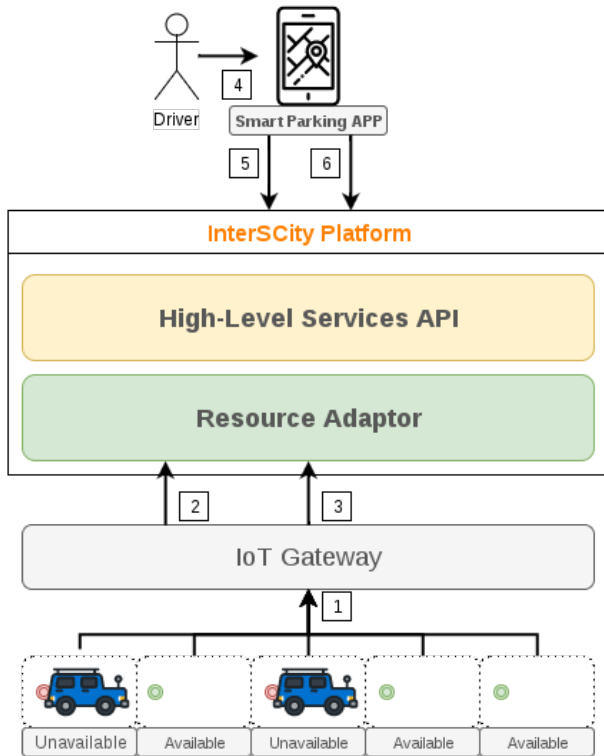 4
Driver
Smart Parking APP
5
6
InterSCity Platform
High-Level Services API
Resource Adaptor
2
3
IoT Gateway
1
Unavailable
Available
Unavailable
Available
Available